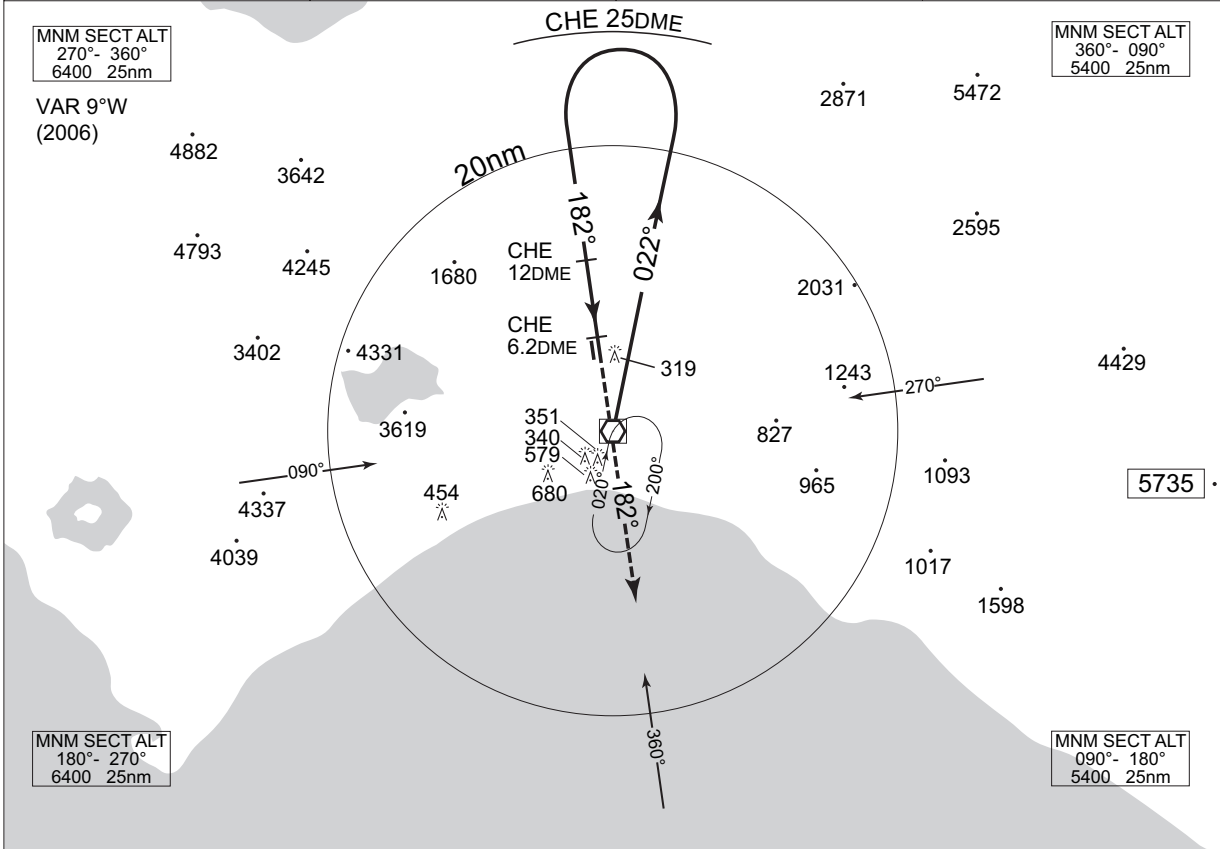 CHE 25DME
MNM SECT ALT
270°- 360°
6400 25nm
MNM SECT ALT
360°- 090°
5400 25nm
VAR 9°W
(2006)
2871
5472
4882
3642
20nm
182°
022°
2595
4793
4245
CHE
12DME
1680
2031
CHE
6.2DME
3402
4331
319
4429
1243
270°
3619
351
340
579
827
090°
200°
020°
182°
680
454
965
1093
5735
4337
4039
1017
1598
360°
MNM SECT ALT
180°- 270°
6400 25nm
MNM SECT ALT
090°- 180°
5400 25nm